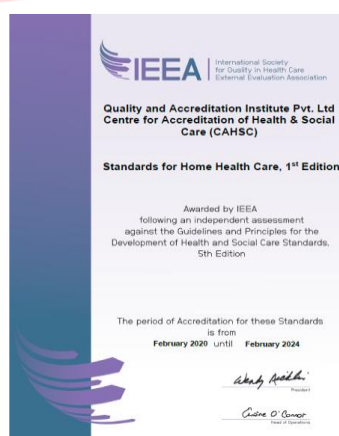 IEEA
International Society
for Quality in Health Care
External Evaluation Association
Quality and Accreditation Institute Pvt. Ltd
Centre for Accreditation of Health & Social
Care (CAHSC)
Standards for Home Health Care, 1st Edition
Awarded by IEEA
following an independent assessment
against the Guidelines and Principles for the
Development of Health and Social Care Standards,
5th Edition
The period of Accreditation for these Standards
is from
February 2020 until February 2024
President
Head of Operations